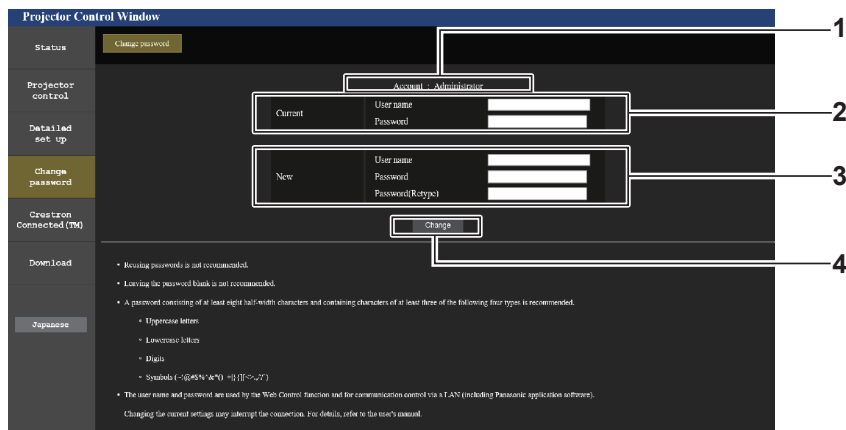 Projector Control Window
1
Status
Change password
Projector
control
Account : Administrator
Current
User name
Password
2
Detailed
set up
Change
password
New
User name
Password
Password(Retype)
3
Crestron
Connected(TM)
Change
4
Download
• Reusing passwords is not recommended.
• Leaving the password blank is not recommended.
• A password consisting of at least eight half-width characters and containing characters of at least three of the following four types is recommended.
Uppercase letters
Japanese
Lowercase letters
Digits
Symbols
• The user name and password are used by the Web Control function and for communication control via a LAN (including Panasonic application software).
Changing the current settings may interrupt the connection. For details, refer to the user's manual.